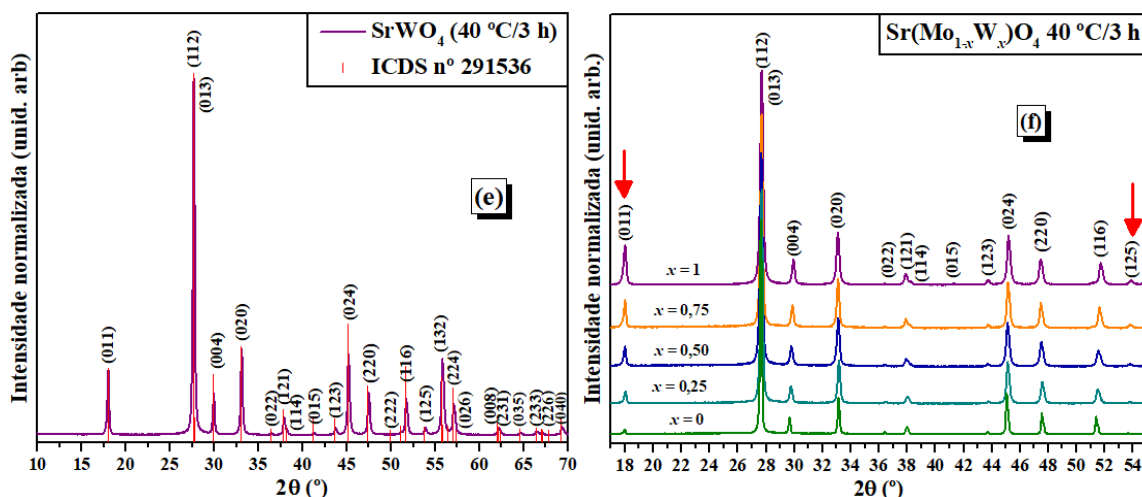 SrWO4 (40 ºC/3 h)
ICDS nº 291536
(e)
Intensidade normalizada (unid. arb.)
(011)
(112)
(013)
(004)
(020)
(022)
(121)
(114)
(015)
(123)
(024)
(220)
(222)
(116)
(125)
(132)
(224)
(026)
(008)
(231)
(035)
(233)
(226)
(040)
10 15 20 25 30 35 40 45 50 55 60 65 70
2θ (º)
Sr(Mo1-xWx)O4 40 ºC/3 h
(f)
Intensidade normalizada (unid. arb.)
(011)
(112)
(013)
(004)
(020)
(022)
(121)
(114)
(015)
(123)
(024)
(220)
(116)
(125)
x = 1
x = 0,75
x = 0,50
x = 0,25
x = 0
18 20 22 24 26 28 30 32 34 36 38 40 42 44 46 48 50 52 54
2θ (º)